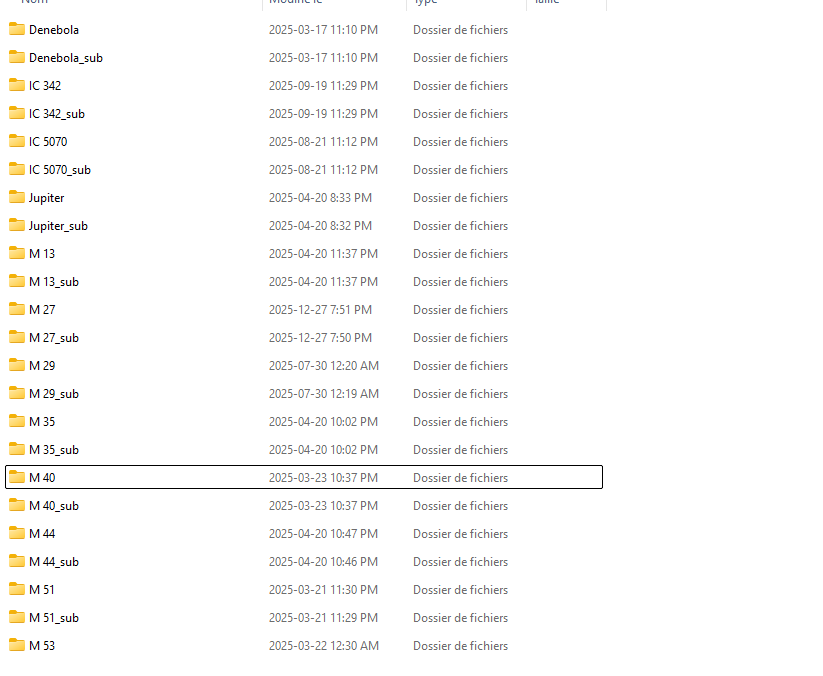 Nom Modifié le Type Taille
Denebola 2025-03-17 11:10 PM Dossier de fichiers
Denebola_sub 2025-03-17 11:10 PM Dossier de fichiers
IC 342 2025-09-19 11:29 PM Dossier de fichiers
IC 342_sub 2025-09-19 11:29 PM Dossier de fichiers
IC 5070 2025-08-21 11:12 PM Dossier de fichiers
IC 5070_sub 2025-08-21 11:12 PM Dossier de fichiers
Jupiter 2025-04-20 8:33 PM Dossier de fichiers
Jupiter_sub 2025-04-20 8:32 PM Dossier de fichiers
M 13 2025-04-20 11:37 PM Dossier de fichiers
M 13_sub 2025-04-20 11:37 PM Dossier de fichiers
M 27 2025-12-27 7:51 PM Dossier de fichiers
M 27_sub 2025-12-27 7:50 PM Dossier de fichiers
M 29 2025-07-30 12:20 AM Dossier de fichiers
M 29_sub 2025-07-30 12:19 AM Dossier de fichiers
M 35 2025-04-20 10:02 PM Dossier de fichiers
M 35_sub 2025-04-20 10:02 PM Dossier de fichiers
M 40 2025-03-23 10:37 PM Dossier de fichiers
M 40_sub 2025-03-23 10:37 PM Dossier de fichiers
M 44 2025-04-20 10:47 PM Dossier de fichiers
M 44_sub 2025-04-20 10:46 PM Dossier de fichiers
M 51 2025-03-21 11:30 PM Dossier de fichiers
M 51_sub 2025-03-21 11:29 PM Dossier de fichiers
M 53 2025-03-22 12:30 AM Dossier de fichiers